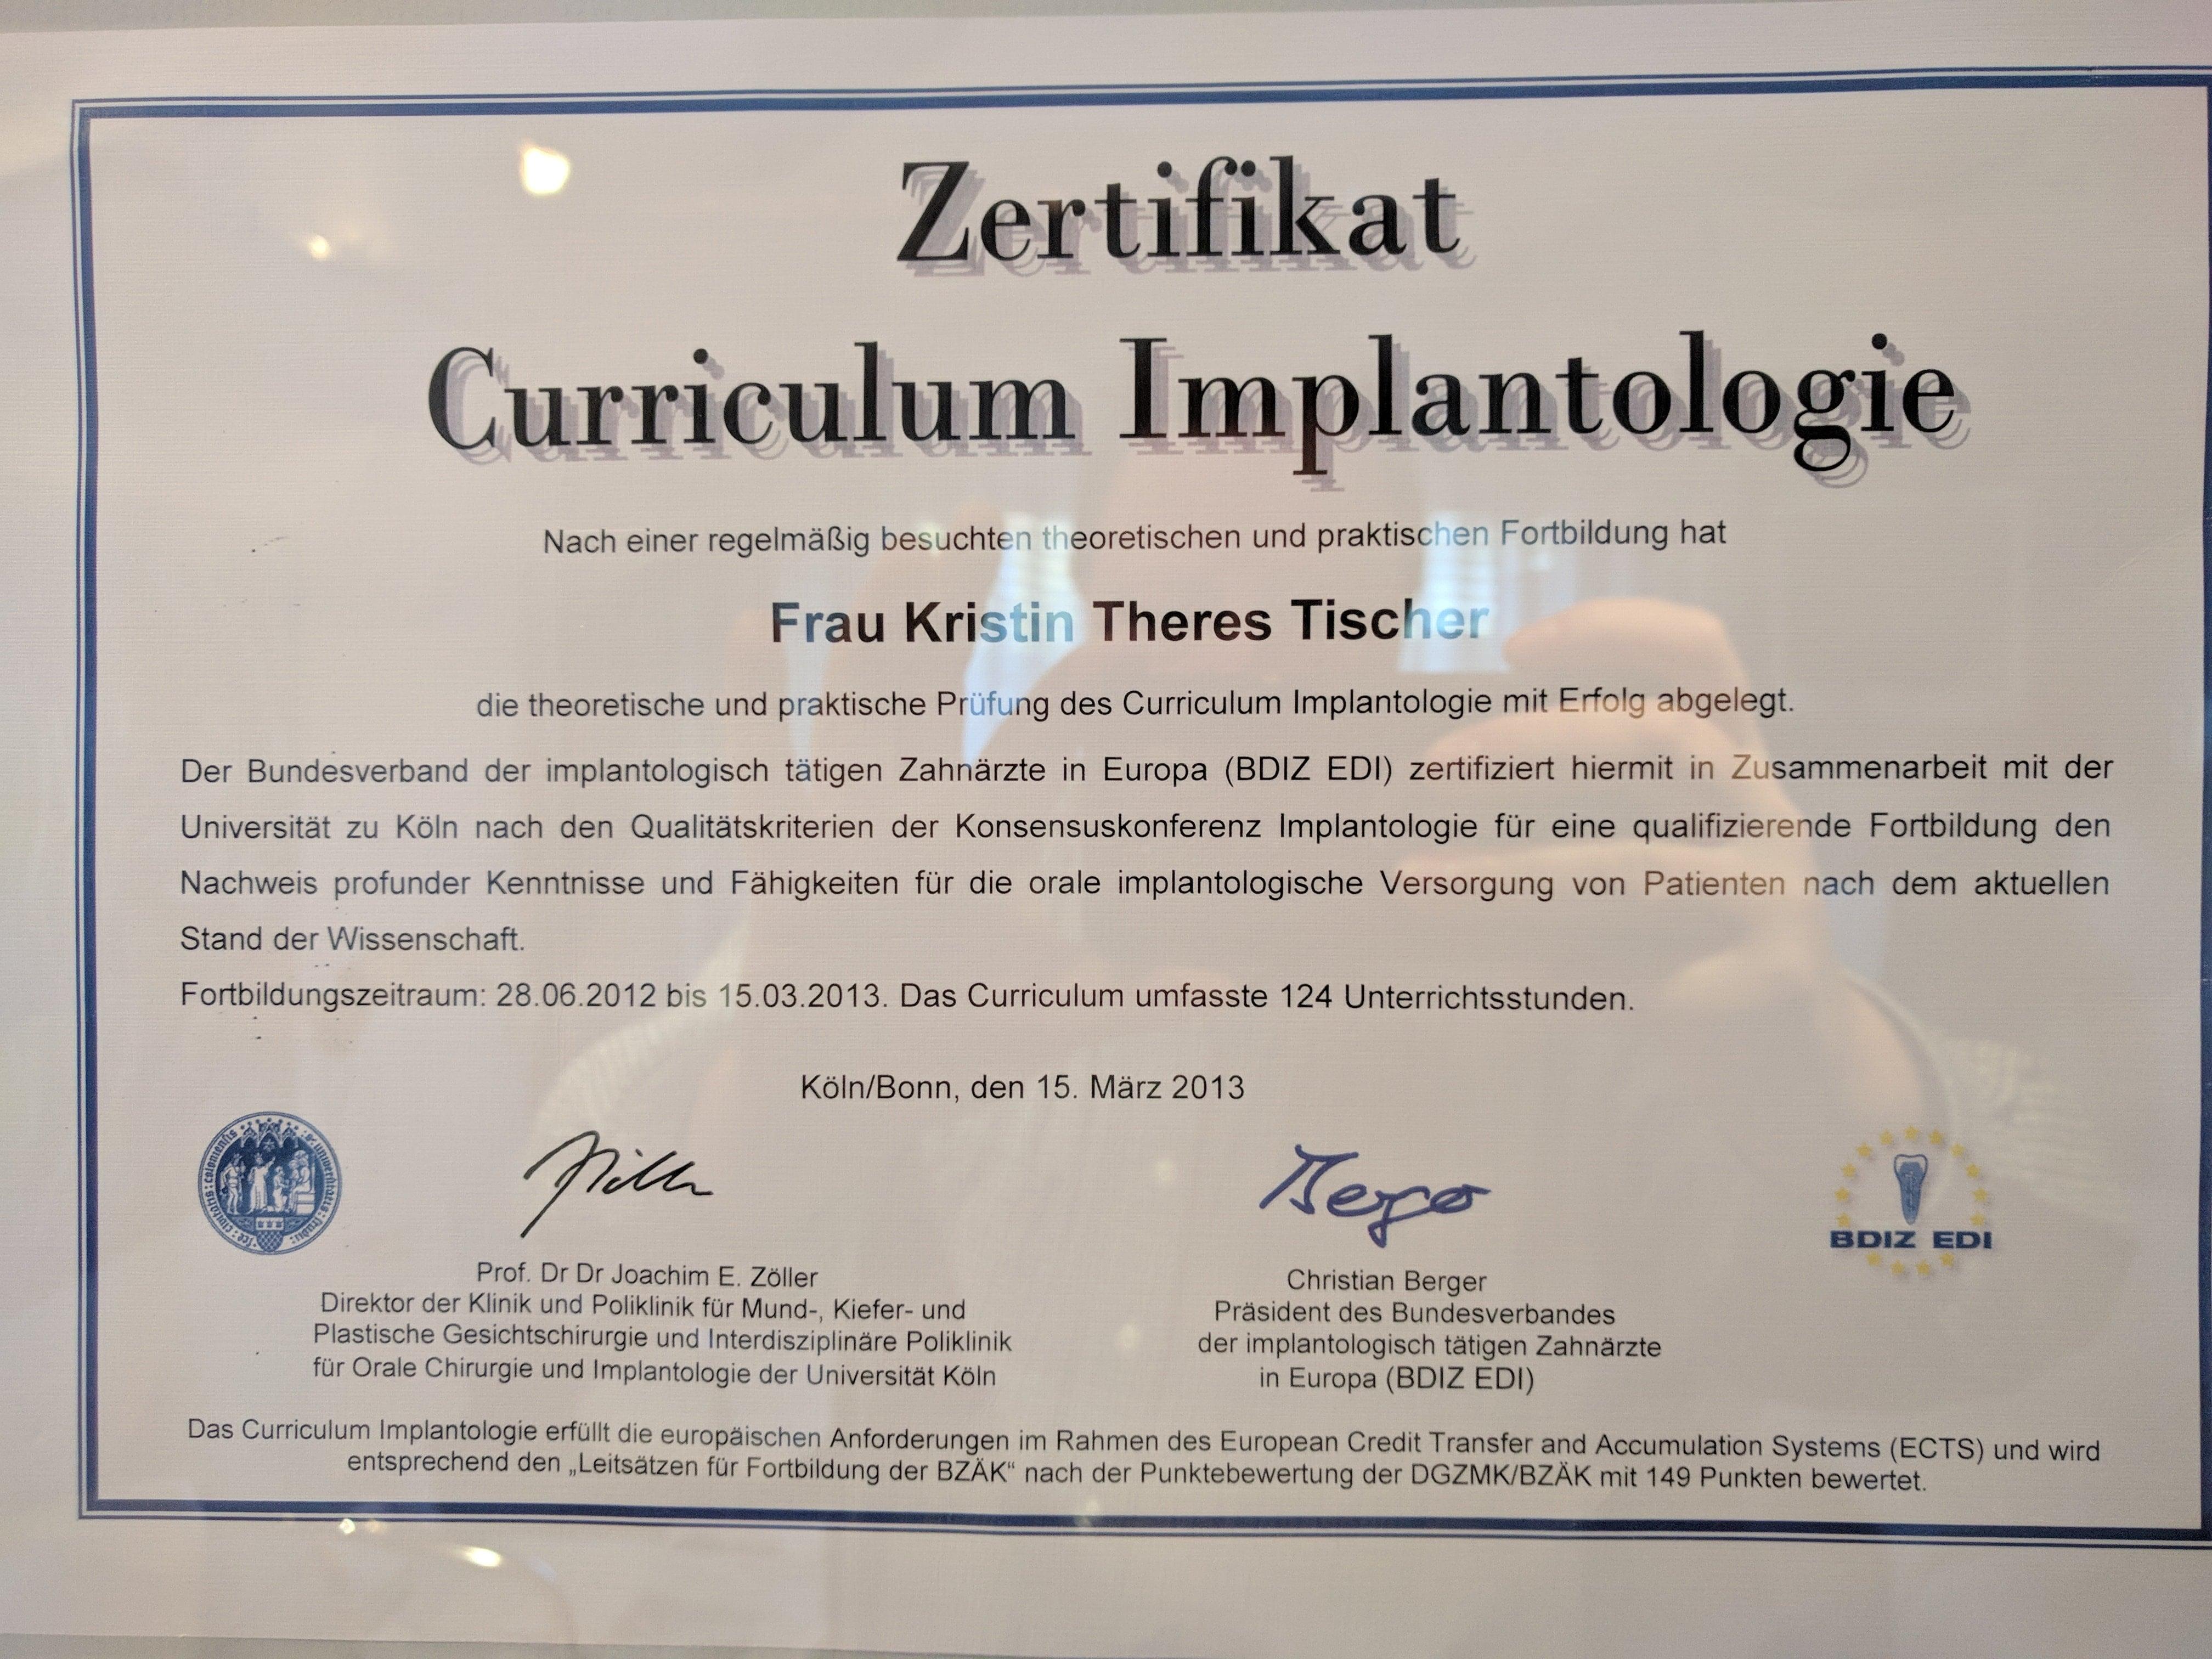 Zertifikat
Curriculum Implantologie
Nach einer regelmäßig besuchten theoretischen und praktischen Fortbildung hat
Frau Kristin Theres Tischer
die theoretische und praktische Prüfung des Curriculum Implantologie mit Erfolg abgelegt.
Der Bundesverband der implantologisch tätigen Zahnärzte in Europa (BDIZ EDI) zertifiziert hiermit in Zusammenarbeit mit der
Universität zu Köln nach den Qualitätskriterien der Konsensuskonferenz Implantologie für eine qualifizierende Fortbildung den
Nachweis profunder Kenntnisse und Fähigkeiten für die orale implantologische Versorgung von Patienten nach dem aktuellen
Stand der Wissenschaft.
Fortbildungszeitraum: 28.06.2012 bis 15.03.2013. Das Curriculum umfasste 124 Unterrichtsstunden.
Köln/Bonn, den 15. März 2013
BDIZ EDI
Prof. Dr Dr Joachim E. Zöller
Direktor der Klinik und Poliklinik für Mund-, Kiefer- und
Plastische Gesichtschirurgie und Interdisziplinäre Poliklinik
für Orale Chirurgie und Implantologie der Universität Köln
Christian Berger
Präsident des Bundesverbandes
der implantologisch tätigen Zahnärzte
in Europa (BDIZ EDI)
Das Curriculum Implantologie erfüllt die europäischen Anforderungen im Rahmen des European Credit Transfer and Accumulation Systems (ECTS) und wird
entsprechend den „Leitsätzen für Fortbildung der BZÄK“ nach der Punktebewertung der DGZMK/BZÄK mit 149 Punkten bewertet.